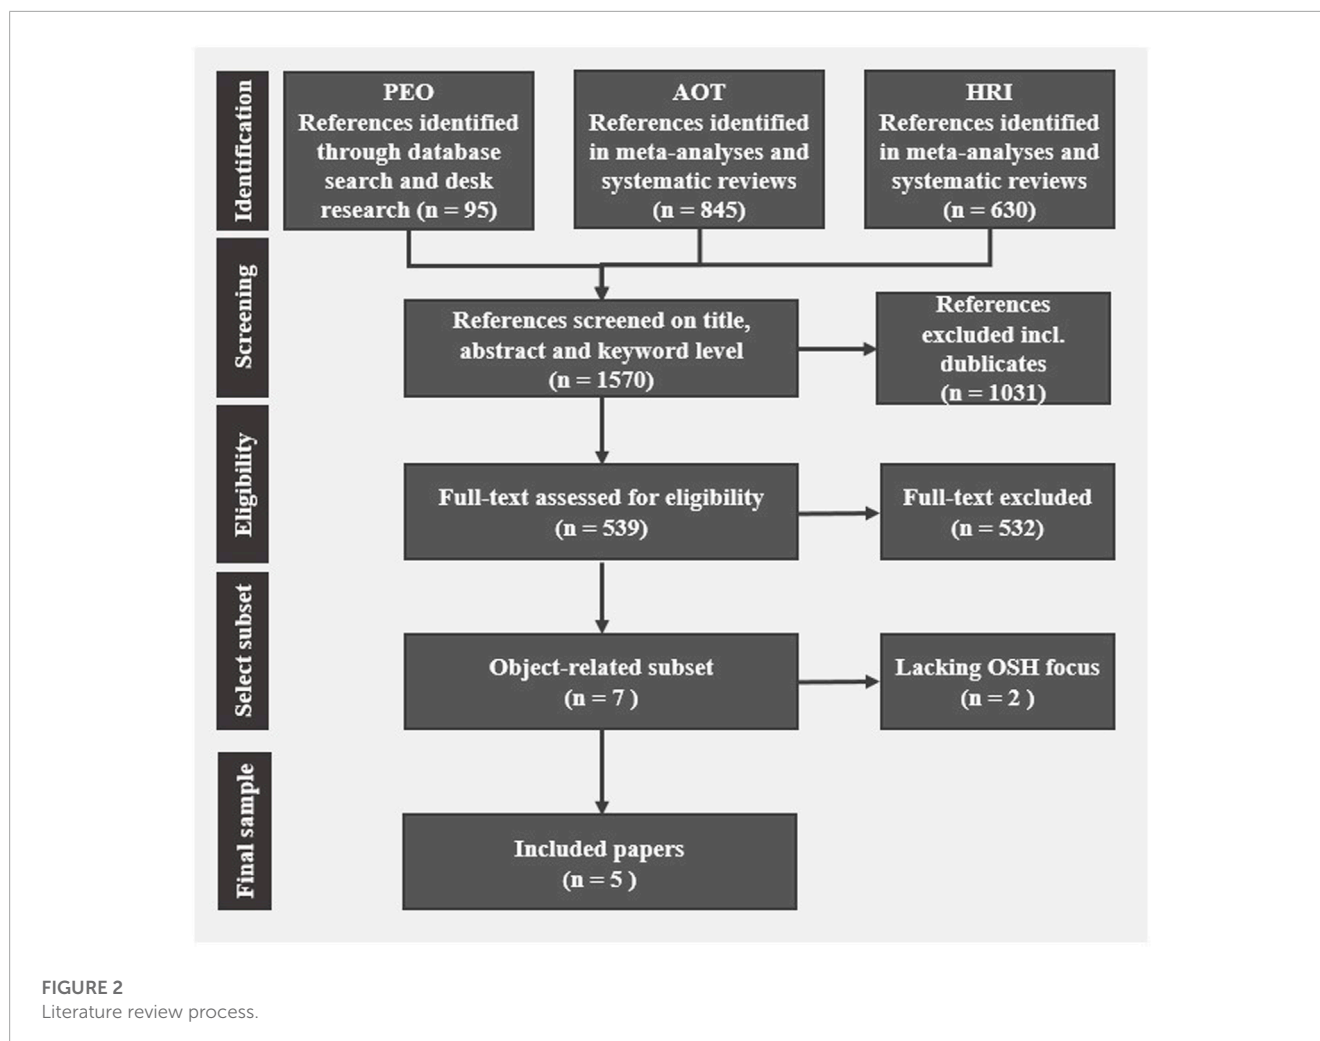 Identification
PEO
References identified
through database
search and desk
research (n = 95)
AOT
References identified
in meta-analyses and
systematic reviews
(n = 845)
HRI
References identified
in meta-analyses and
systematic reviews
(n = 630)
Screening
References screened on title,
abstract and keyword level
(n = 1570)
References
excluded incl.
dublicates
(n = 1031)
Eligibility
Full-text assessed for eligibility
(n = 539)
Full-text excluded
(n = 532)
Select subset
Object-related subset
(n = 7 )
Lacking OSH focus
(n = 2 )
Final sample
Included papers
(n = 5 )
FIGURE 2
Literature review process.